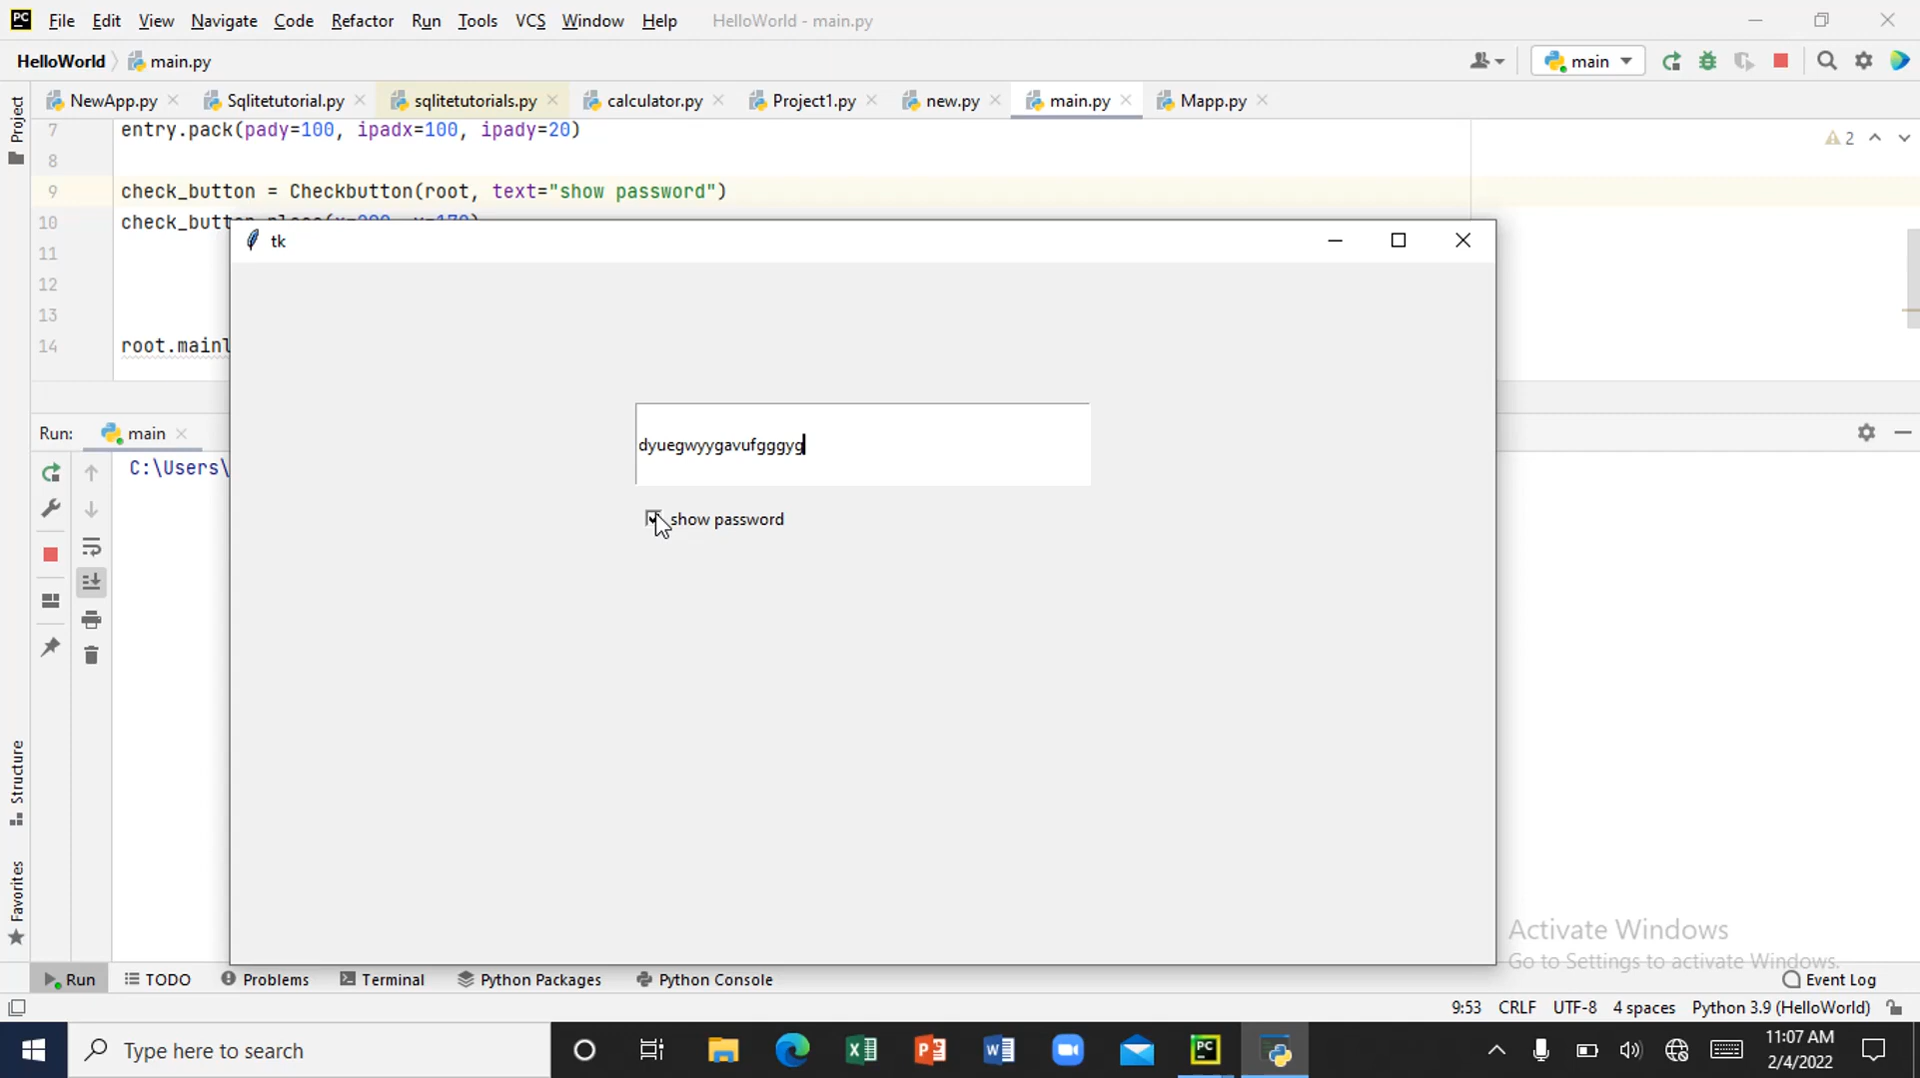 File Edit View Navigate Code Refactor Run Tools VCS Window Help HelloWorld - main.py
HelloWorld main.py main
NewApp.py Sqlitetutorial.py sqlitetutorials.py calculator.py Project1.py new.py main.py Mapp.py
Project
7 entry.pack(pady=100, ipadx=100, ipady=20)
2
8
9 check_button = Checkbutton(root, text="show password")
10 check_button
11
12
13
14 root.mainl
tk
dyuegwyygavufgggyg
show password
Run: main
C:\Users\
Structure
Favorites
Activate Windows
Go to Settings to activate Windows.
Run TODO Problems Terminal Python Packages Python Console Event Log
9:53 CRLF UTF-8 4 spaces Python 3.9 (HelloWorld)
Type here to search
11:07 AM
2/4/2022